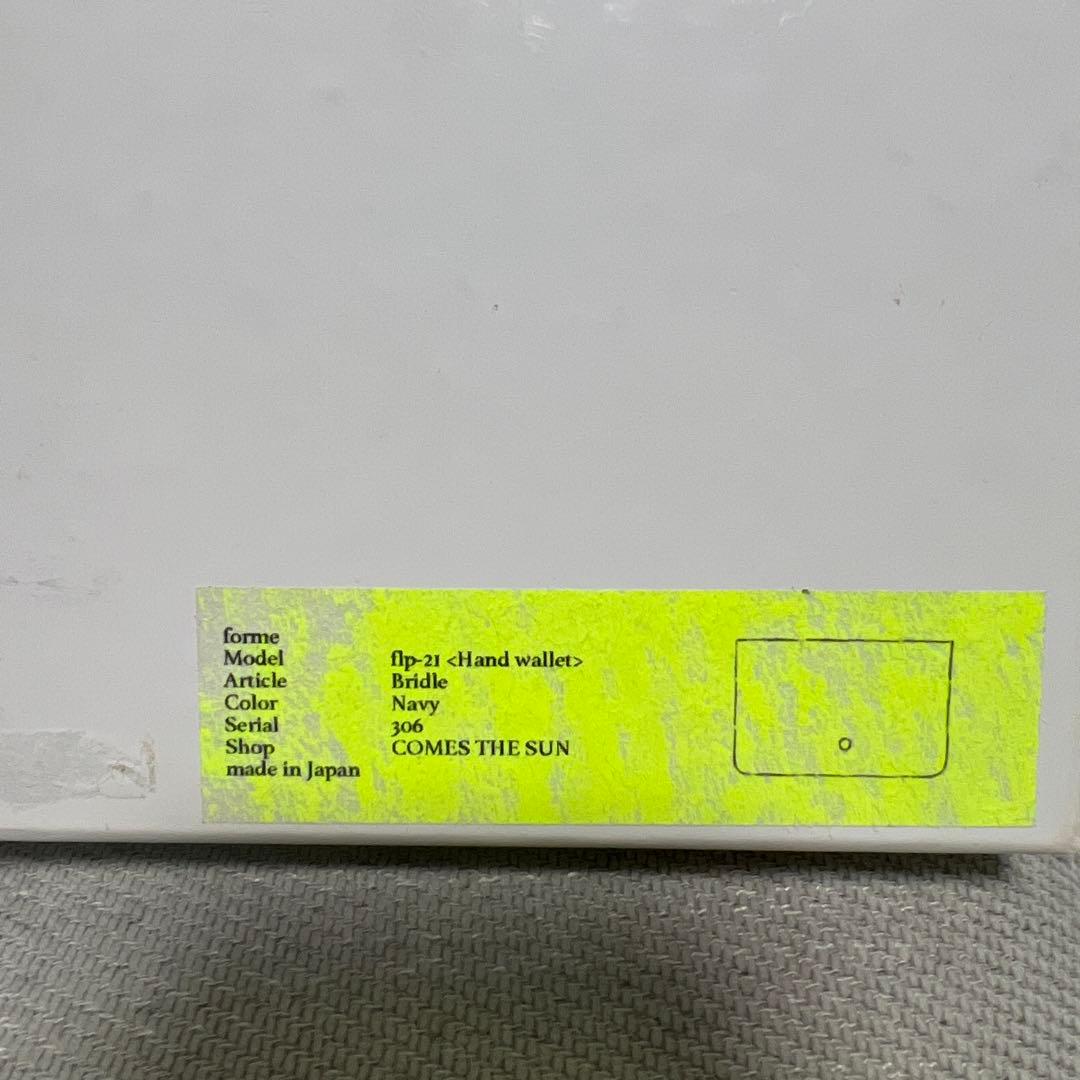 forme
Model flp-21 <Hand wallet>
Article Bridle
Color Navy
Serial 306
Shop COMES THE SUN
made in Japan